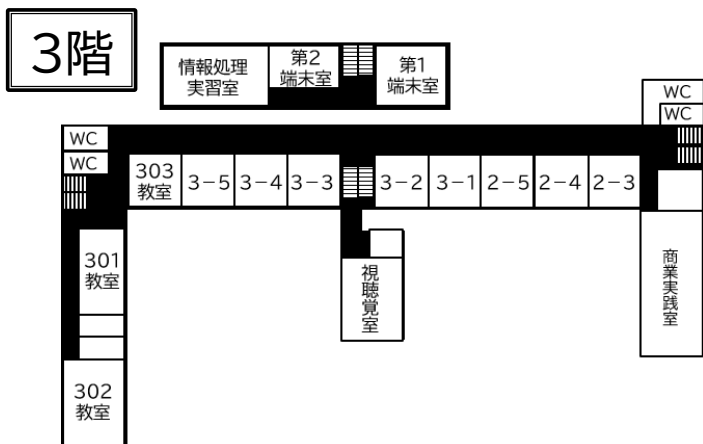 3階
情報処理
実習室
第2
端末室
第1
端末室
WC
WC
WC
WC
303
教室
3-5
3-4
3-3
3-2
3-1
2-5
2-4
2-3
301
教室
視聴覚室
商業実践室
302
教室